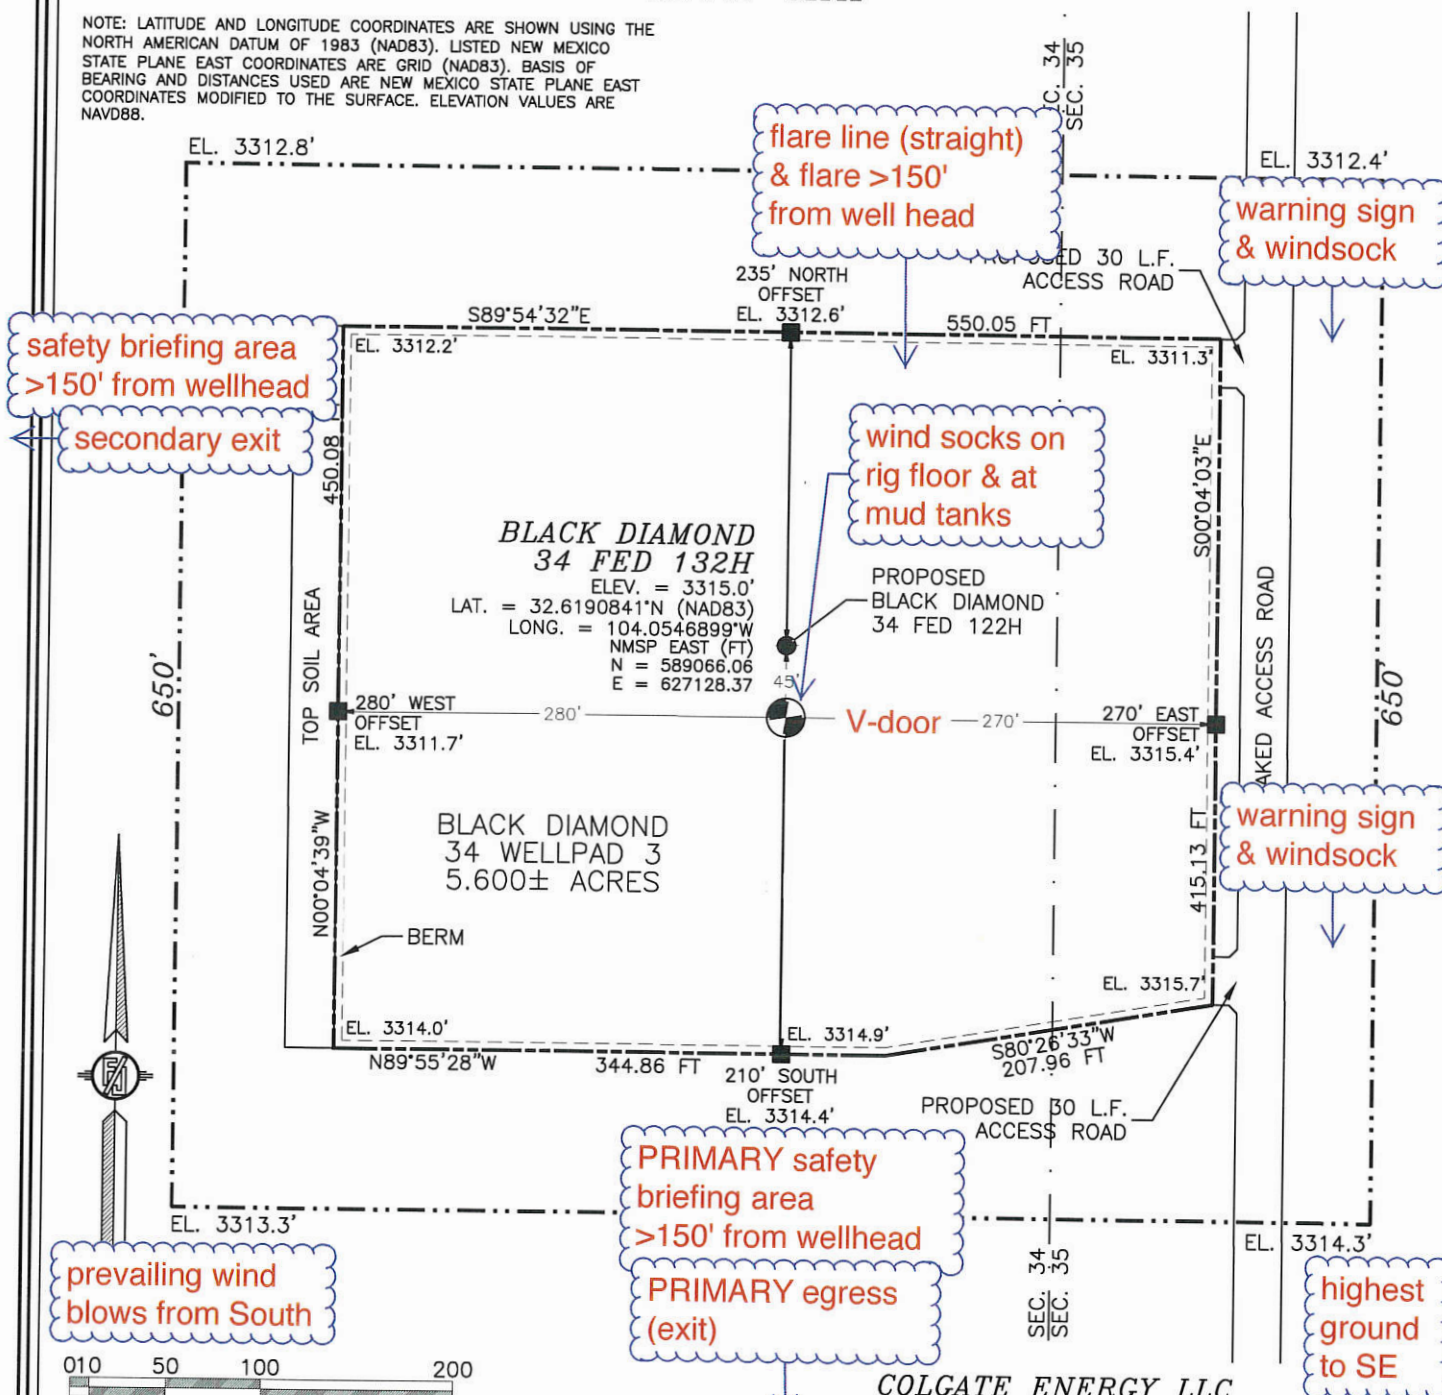 NOTE: LATITUDE AND LONGITUDE COORDINATES ARE SHOWN USING THE
NORTH AMERICAN DATUM OF 1983 (NAD83). LISTED NEW MEXICO
STATE PLANE EAST COORDINATES ARE GRID (NAD83). BASIS OF
BEARING AND DISTANCES USED ARE NEW MEXICO STATE PLANE EAST
COORDINATES MODIFIED TO THE SURFACE. ELEVATION VALUES ARE
NAVD88.
SEC. 34
SEC. 35
EL. 3312.8'
flare line (straight)
& flare >150'
from well head
EL. 3312.4'
warning sign
& windsock
30 L.F.
ACCESS ROAD
235' NORTH
OFFSET
EL. 3312.6'
S89°54'32"E
550.05 FT
safety briefing area
>150' from wellhead
secondary exit
EL. 3312.2'
EL. 3311.3'
450.08
wind socks on
rig floor & at
mud tanks
S00°04'03"E
BLACK DIAMOND
34 FED 132H
ELEV. = 3315.0'
LAT. = 32.6190841°N (NAD83)
LONG. = 104.0546899°W
NMSP EAST (FT)
N = 589066.06
E = 627128.37
PROPOSED
BLACK DIAMOND
34 FED 122H
45'
TOP SOIL AREA
650'
280' WEST
OFFSET
EL. 3311.7'
280'
V-door
270'
270' EAST
OFFSET
EL. 3315.4'
AKED ACCESS ROAD
650'
warning sign
& windsock
BLACK DIAMOND
34 WELLPAD 3
5.600± ACRES
N00°04'39"W
415.13 FT
BERM
EL. 3315.7'
EL. 3314.0'
EL. 3314.9'
N89°55'28"W
344.86 FT
S80°26'33"W
207.96 FT
210' SOUTH
OFFSET
EL. 3314.4'
PROPOSED 30 L.F.
ACCESS ROAD
PRIMARY safety
briefing area
>150' from wellhead
PRIMARY egress
(exit)
EL. 3313.3'
EL. 3314.3'
prevailing wind
blows from South
SEC. 34
SEC. 35
highest
ground
to SE
010 50 100 200
COLGATE ENERGY LLC